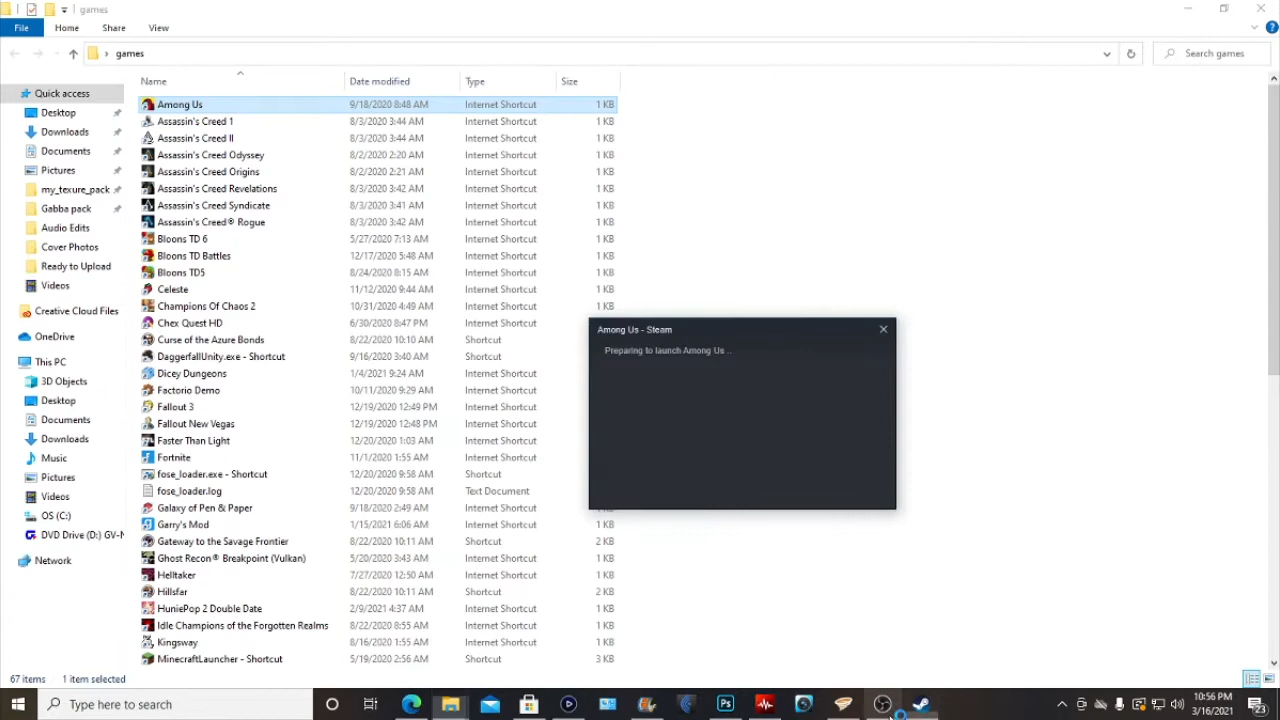 games
File Home Share View
games
Search games
Name Date modified Type Size
Quick access
Desktop
Downloads
Documents
Pictures
my_texure_pack
Gabba pack
Audio Edits
Cover Photos
Ready to Upload
Videos
Creative Cloud Files
OneDrive
This PC
3D Objects
Desktop
Documents
Downloads
Music
Pictures
Videos
OS (C:)
DVD Drive (D:) GV-N
Network
Among Us 9/18/2020 8:48 AM Internet Shortcut 1 KB
Assassin's Creed 1 8/3/2020 3:44 AM Internet Shortcut 1 KB
Assassin's Creed II 8/3/2020 3:44 AM Internet Shortcut 1 KB
Assassin's Creed Odyssey 8/2/2020 2:20 AM Internet Shortcut 1 KB
Assassin's Creed Origins 8/2/2020 2:21 AM Internet Shortcut 1 KB
Assassin's Creed Revelations 8/3/2020 3:42 AM Internet Shortcut 1 KB
Assassin's Creed Syndicate 8/3/2020 3:41 AM Internet Shortcut 1 KB
Assassin's Creed® Rogue 8/3/2020 3:42 AM Internet Shortcut 1 KB
Bloons TD 6 5/27/2020 7:13 AM Internet Shortcut 1 KB
Bloons TD Battles 12/17/2020 5:48 AM Internet Shortcut 1 KB
Bloons TD5 8/24/2020 8:15 AM Internet Shortcut 1 KB
Celeste 11/12/2020 9:44 AM Internet Shortcut 1 KB
Champions Of Chaos 2 10/31/2020 4:49 AM Internet Shortcut 1 KB
Chex Quest HD 6/30/2020 8:47 PM Internet Shortcut
Curse of the Azure Bonds 8/22/2020 10:10 AM Shortcut
DaggerfallUnity.exe - Shortcut 9/16/2020 3:40 AM Shortcut
Dicey Dungeons 1/4/2021 9:24 AM Internet Shortcut
Factorio Demo 10/11/2020 9:29 AM Internet Shortcut
Fallout 3 12/19/2020 12:49 PM Internet Shortcut
Fallout New Vegas 12/19/2020 12:48 PM Internet Shortcut
Faster Than Light 12/20/2020 1:03 AM Internet Shortcut
Fortnite 11/1/2020 1:55 AM Internet Shortcut
fose_loader.exe - Shortcut 12/20/2020 9:58 AM Shortcut
fose_loader.log 12/20/2020 9:58 AM Text Document
Galaxy of Pen & Paper 9/18/2020 2:49 AM Internet Shortcut 1 KB
Garry's Mod 1/15/2021 6:06 AM Internet Shortcut 1 KB
Gateway to the Savage Frontier 8/22/2020 10:11 AM Shortcut 2 KB
Ghost Recon® Breakpoint (Vulkan) 5/20/2020 3:43 AM Internet Shortcut 1 KB
Helltaker 7/27/2020 12:50 AM Internet Shortcut 1 KB
Hillsfar 8/22/2020 10:11 AM Shortcut 2 KB
HuniePop 2 Double Date 2/9/2021 4:37 AM Internet Shortcut 1 KB
Idle Champions of the Forgotten Realms 8/22/2020 8:55 AM Internet Shortcut 1 KB
Kingsway 8/16/2020 1:55 AM Internet Shortcut 1 KB
MinecraftLauncher - Shortcut 5/19/2020 2:56 AM Shortcut 3 KB
Among Us - Steam
Preparing to launch Among Us ..
67 items 1 item selected
Type here to search
Ps
10:56 PM
3/16/2021